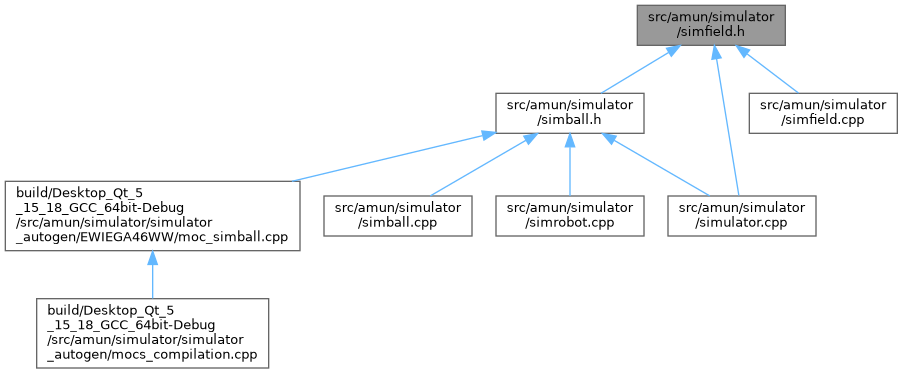 src/amun/simulator
/simfield.h
src/amun/simulator
/simball.h
src/amun/simulator
/simfield.cpp
build/Desktop_Qt_5
_15_18_GCC_64bit-Debug
/src/amun/simulator/simulator
_autogen/EWIEGA46WW/moc_simball.cpp
src/amun/simulator
/simball.cpp
src/amun/simulator
/simrobot.cpp
src/amun/simulator
/simulator.cpp
build/Desktop_Qt_5
_15_18_GCC_64bit-Debug
/src/amun/simulator/simulator
_autogen/mocs_compilation.cpp